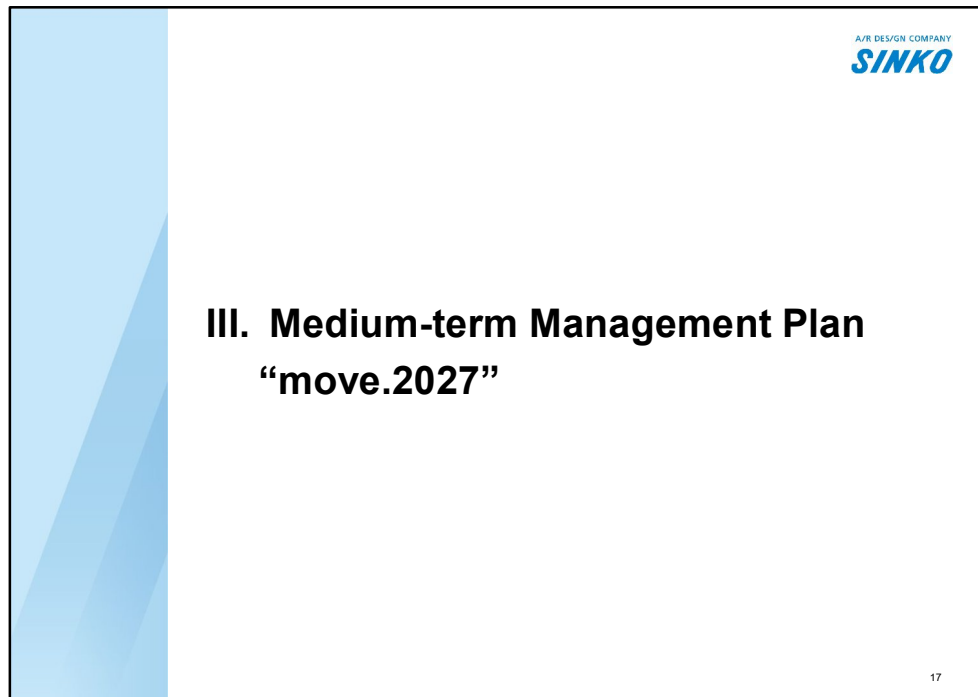 A/R DES/GN COMPANY
SINKO
III. Medium-term Management Plan
“move.2027”
17